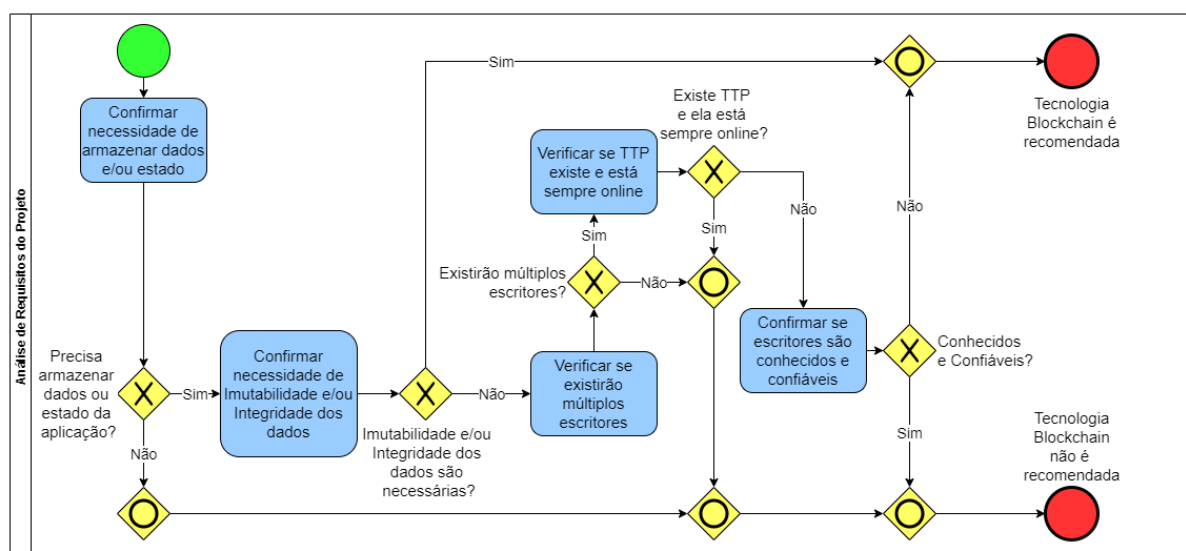 Análise de Requisitos do Projeto
Confirmar
necessidade de
armazenar dados
e/ou estado
Precisa
armazenar
dados ou
estado da
aplicação?
Sim
Não
Confirmar
necessidade de
Imutabilidade e/ou
Integridade dos
dados
Imutabilidade e/ou
Integridade dos
dados são
necessárias?
Sim
Não
Verificar se
existirão
múltiplos
escritores
Existirão múltiplos
escritores?
Sim
Não
Verificar se TTP
existe e está
sempre online
Existe TTP
e ela está
sempre online?
Sim
Não
Confirmar se
escritores são
conhecidos e
confiáveis
Conhecidos
e Confiáveis?
Não
Sim
Tecnologia
Blockchain é
recomendada
Tecnologia
Blockchain
não é
recomendada